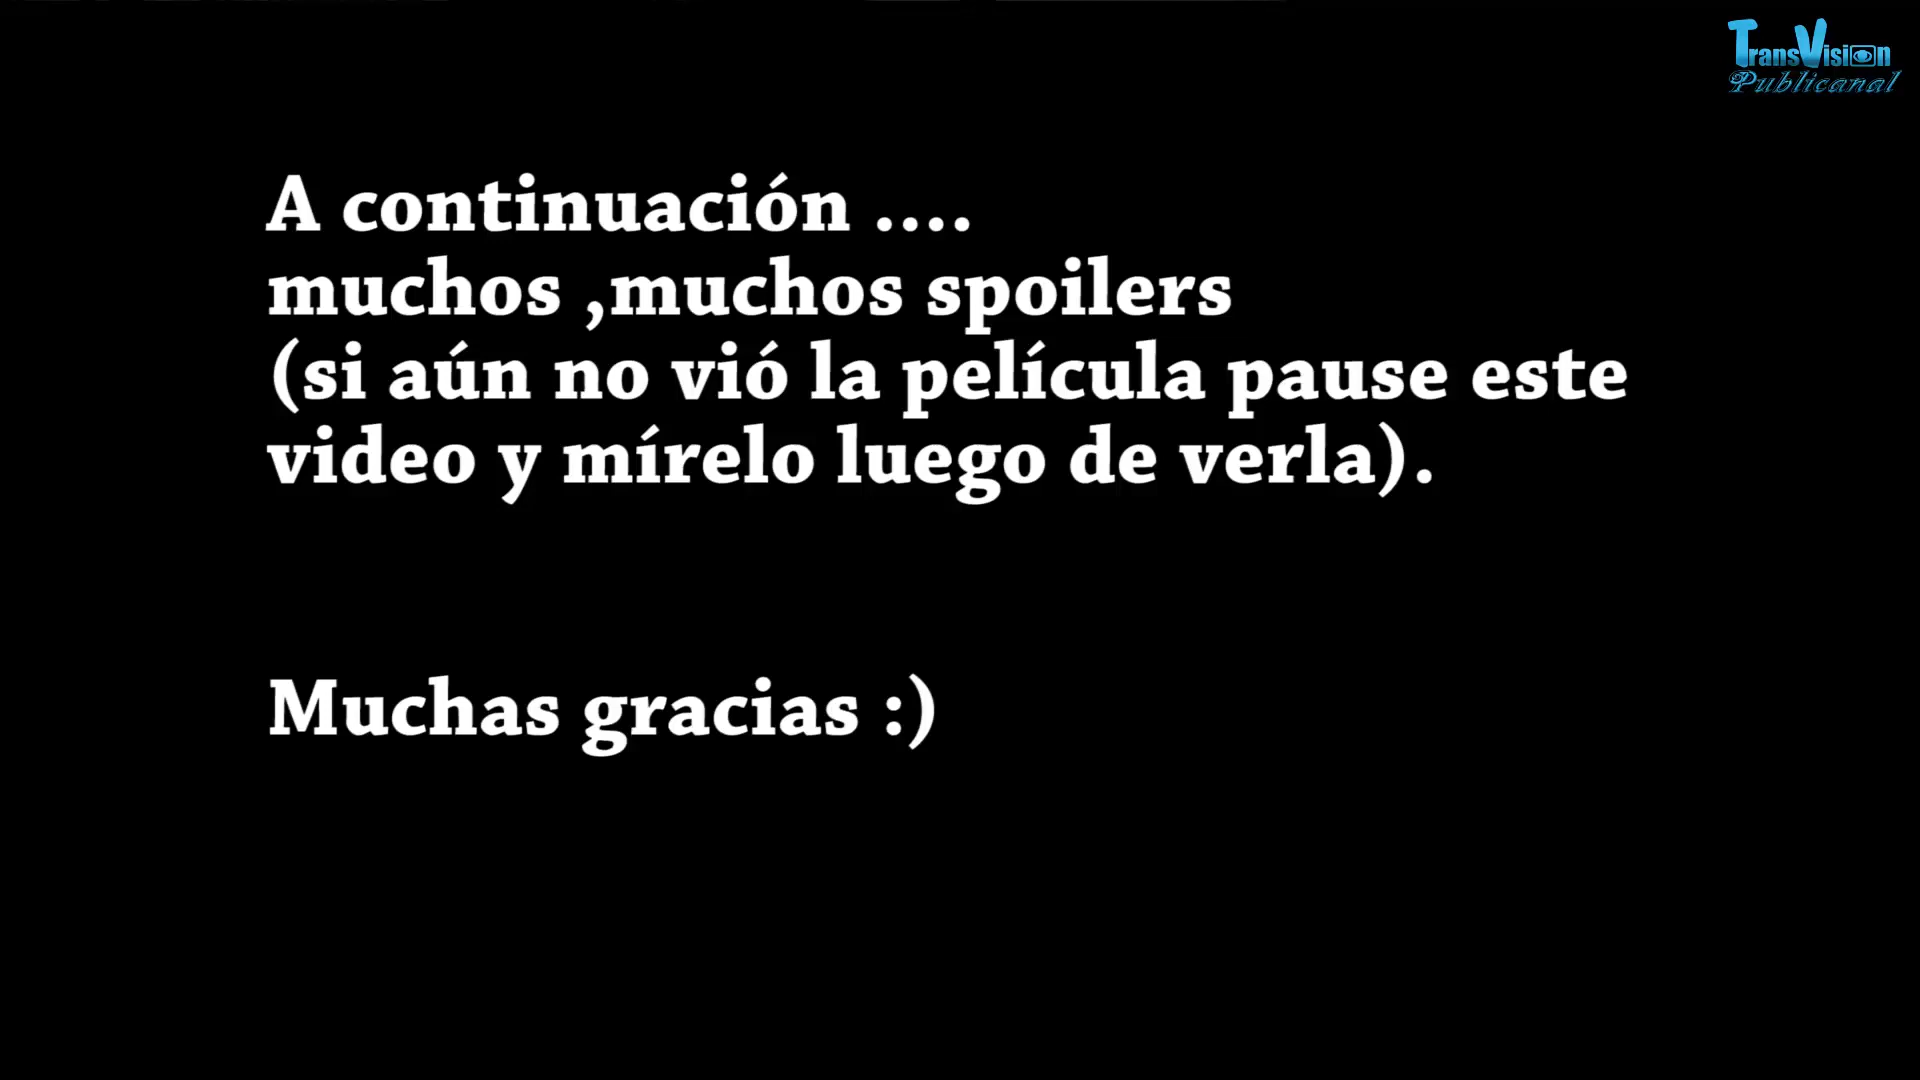 TransVision
Publicanal
A continuación ....
muchos ,muchos spoilers
(si aún no vió la película pause este
video y mírelo luego de verla).
Muchas gracias :)